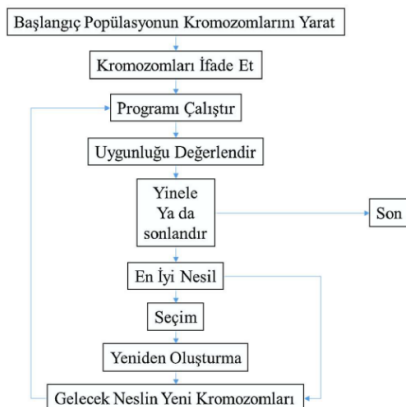 Başlangıç Popülasyonun Kromozomlarını Yarat
Kromozomları İfade Et
Programı Çalıştır
Uygunluğu Değerlendir
Yinele
Ya da
sonlandır
Son
En İyi Nesil
Seçim
Yeniden Oluşturma
Gelecek Neslin Yeni Kromozomları